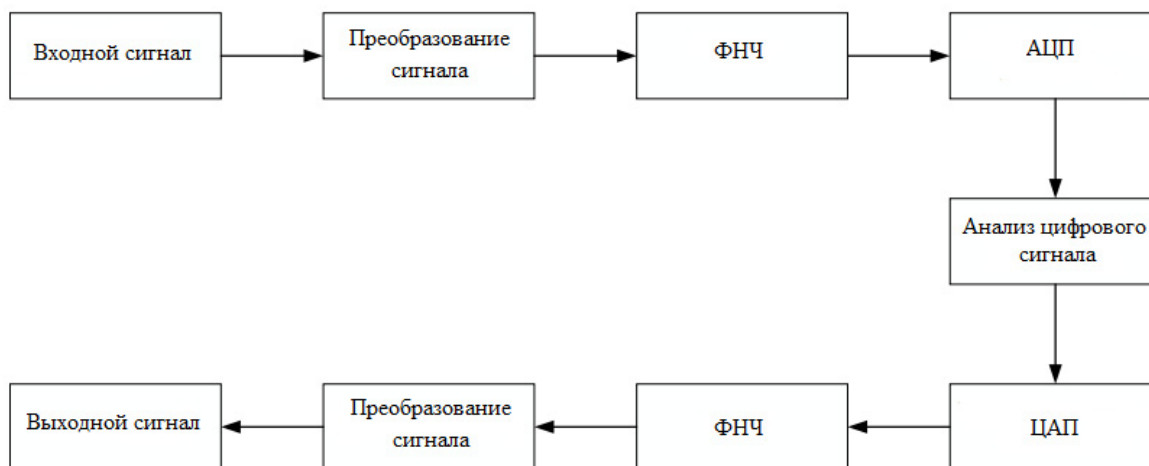 Входной сигнал
Преобразование
сигнала
ФНЧ
АЦП
Анализ цифрового
сигнала
Выходной сигнал
Преобразование
сигнала
ФНЧ
ЦАП